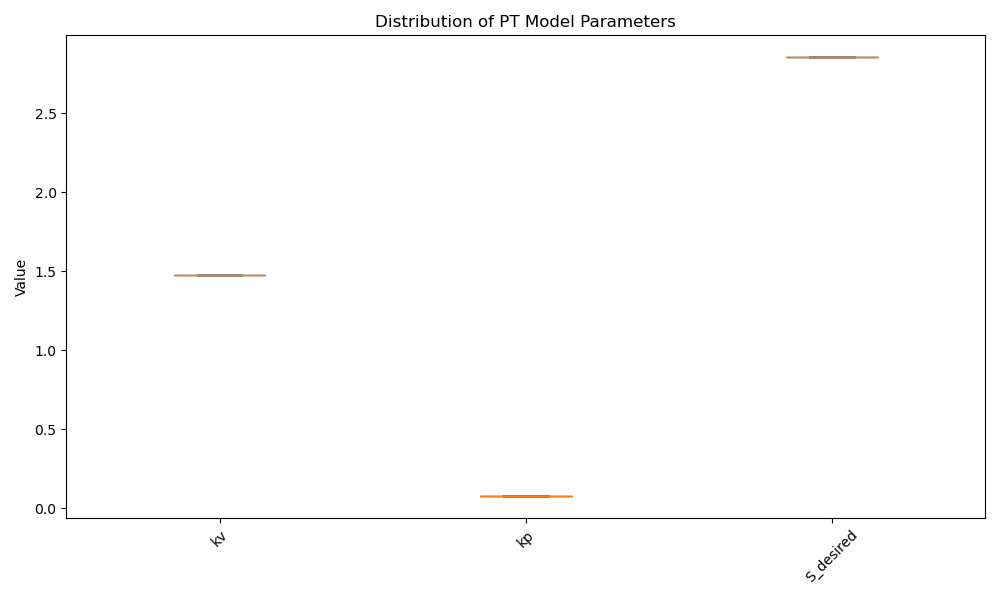 Distribution of PT Model Parameters
Value
2.5
2.0
1.5
1.0
0.5
0.0
kv
kp
S_desired